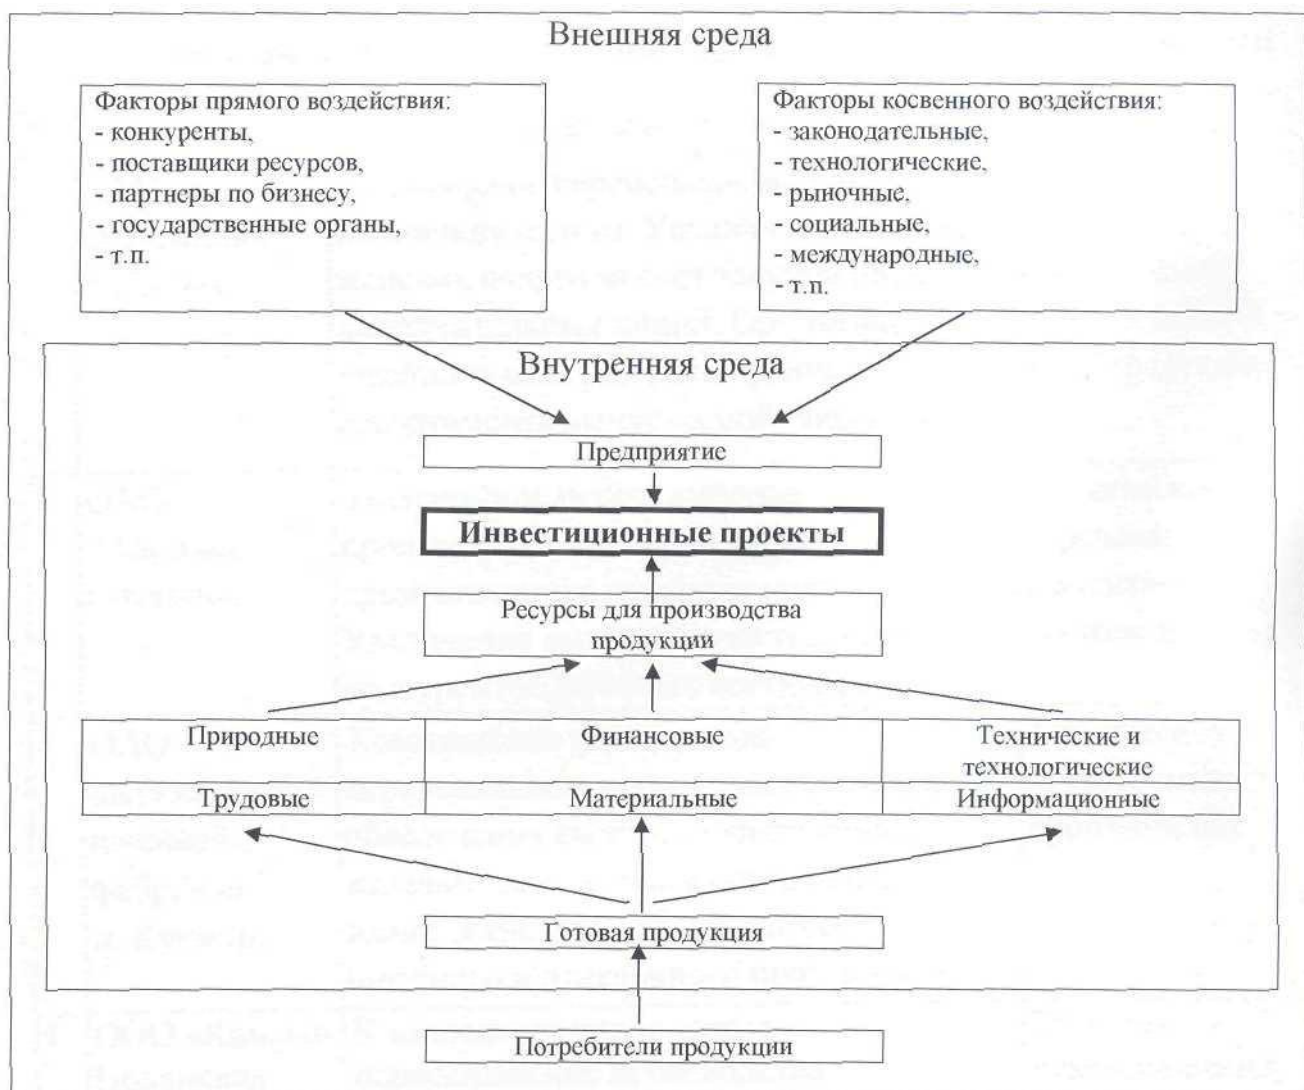 Внешняя среда
Факторы прямого воздействия:
- конкуренты,
- поставщики ресурсов,
- партнеры по бизнесу,
- государственные органы,
- т.п.
Факторы косвенного воздействия:
- законодательные,
- технологические,
- рыночные,
- социальные,
- международные,
- т.п.
Внутренняя среда
Предприятие
Инвестиционные проекты
Ресурсы для производства
продукции
Природные
Финансовые
Технические и
технологические
Трудовые
Материальные
Информационные
Готовая продукция
Потребители продукции